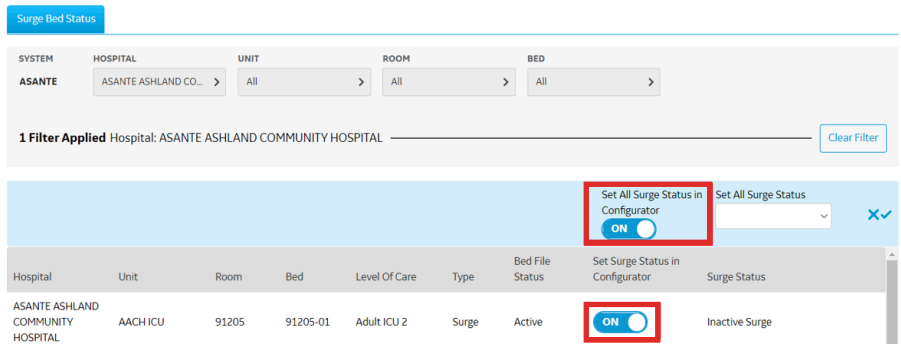 Surge Bed Status
SYSTEM HOSPITAL UNIT ROOM BED
ASANTE ASANTE ASHLAND CO... All All All
1 Filter Applied Hospital: ASANTE ASHLAND COMMUNITY HOSPITAL Clear Filter
Set All Surge Status in Configurator
ON
Set All Surge Status
Hospital Unit Room Bed Level Of Care Type Bed File Status Set Surge Status in Configurator Surge Status
ASANTE ASHLAND COMMUNITY HOSPITAL AACH ICU 91205 91205-01 Adult ICU 2 Surge Active ON Inactive Surge